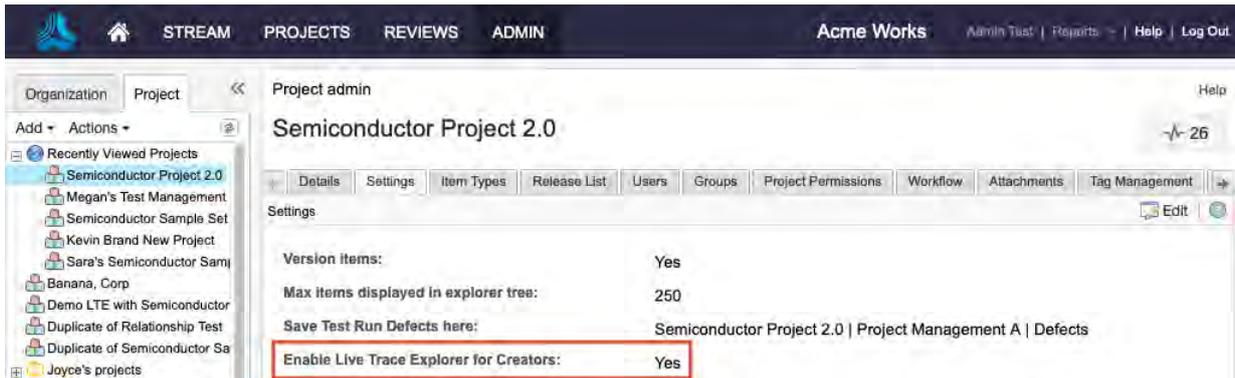 STREAM PROJECTS REVIEWS ADMIN Acme Works Admin Test | Reports | Help | Log Out
Organization Project
Add Actions
Recently Viewed Projects
Semiconductor Project 2.0
Megan's Test Management
Semiconductor Sample Set
Kevin Brand New Project
Sara's Semiconductor Samp
Banana, Corp
Demo LTE with Semiconductor
Duplicate of Relationship Test
Duplicate of Semiconductor Sa
Joyce's projects
Project admin Help
Semiconductor Project 2.0 26
Details Settings Item Types Release List Users Groups Project Permissions Workflow Attachments Tag Management
Settings Edit
Version items: Yes
Max items displayed in explorer tree: 250
Save Test Run Defects here: Semiconductor Project 2.0 | Project Management A | Defects
Enable Live Trace Explorer for Creators: Yes